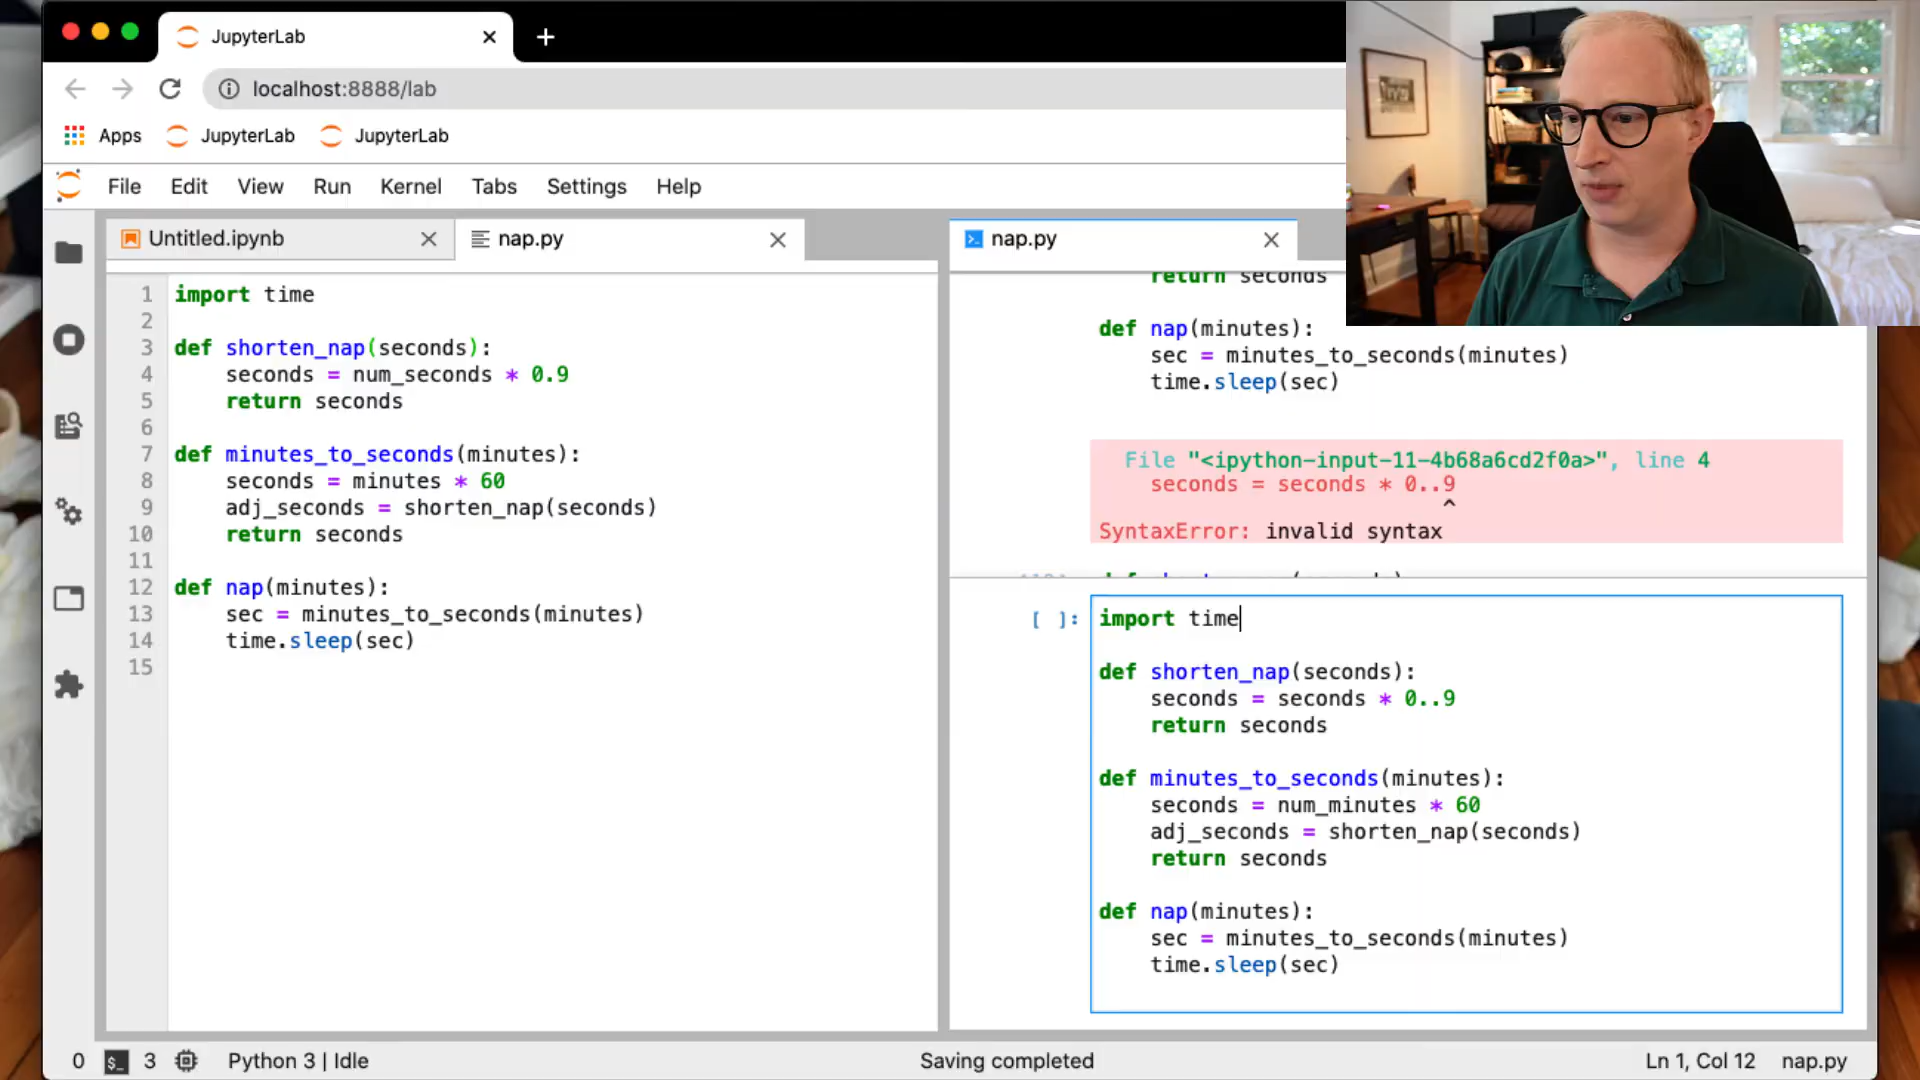 JupyterLab
localhost:8888/lab
Apps JupyterLab JupyterLab
File Edit View Run Kernel Tabs Settings Help
Untitled.ipynb nap.py
1 import time
2
3 def shorten_nap(seconds):
4 seconds = num_seconds * 0.9
5 return seconds
6
7 def minutes_to_seconds(minutes):
8 seconds = minutes * 60
9 adj_seconds = shorten_nap(seconds)
10 return seconds
11
12 def nap(minutes):
13 sec = minutes_to_seconds(minutes)
14 time.sleep(sec)
15
nap.py
return seconds
def nap(minutes):
sec = minutes_to_seconds(minutes)
time.sleep(sec)
File "<ipython-input-11-4b68a6cd2f0a>", line 4
seconds = seconds * 0..9
^
SyntaxError: invalid syntax
[ ]: import time
def shorten_nap(seconds):
seconds = seconds * 0..9
return seconds
def minutes_to_seconds(minutes):
seconds = num_minutes * 60
adj_seconds = shorten_nap(seconds)
return seconds
def nap(minutes):
sec = minutes_to_seconds(minutes)
time.sleep(sec)
0 $_ 3 Python 3 | Idle Saving completed Ln 1, Col 12 nap.py